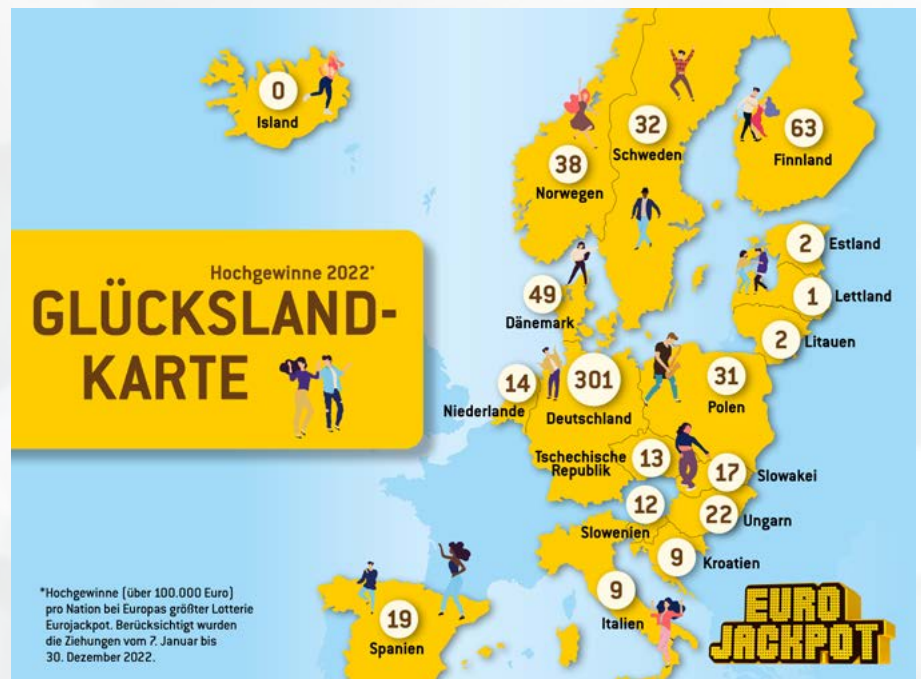 0
Island
63
Finnland
32
Schweden
38
Norwegen
2
Estland
1
Lettland
2
Litauen
Hochgewinne 2022*
GLÜCKSLAND-
KARTE
49
Dänemark
14
Niederlande
301
Deutschland
31
Polen
Tschechische
Republik
13
17
Slowakei
12
Slowenien
22
Ungarn
9
Kroatien
9
Italien
19
Spanien
*Hochgewinne (über 100.000 Euro)
pro Nation bei Europas größter Lotterie
Eurojackpot. Berücksichtigt wurden
die Ziehungen vom 7. Januar bis
30. Dezember 2022.
EURO
JACKPOT